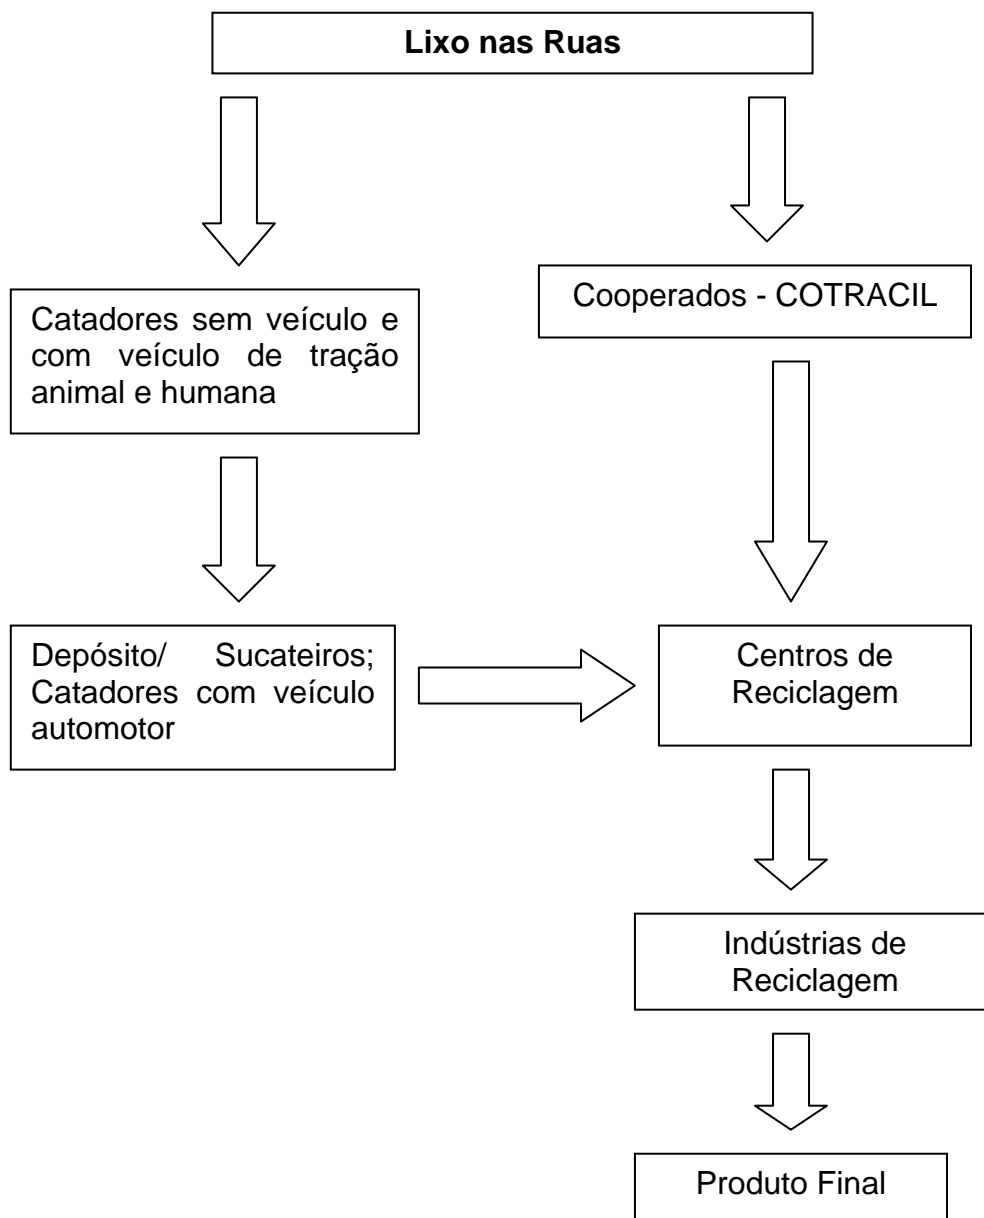 Lixo nas Ruas
Cooperados - COTRACIL
Catadores sem veículo e
com veículo de tração
animal e humana
Depósito/ Sucateiros;
Catadores com veículo
automotor
Centros de
Reciclagem
Indústrias de
Reciclagem
Produto Final